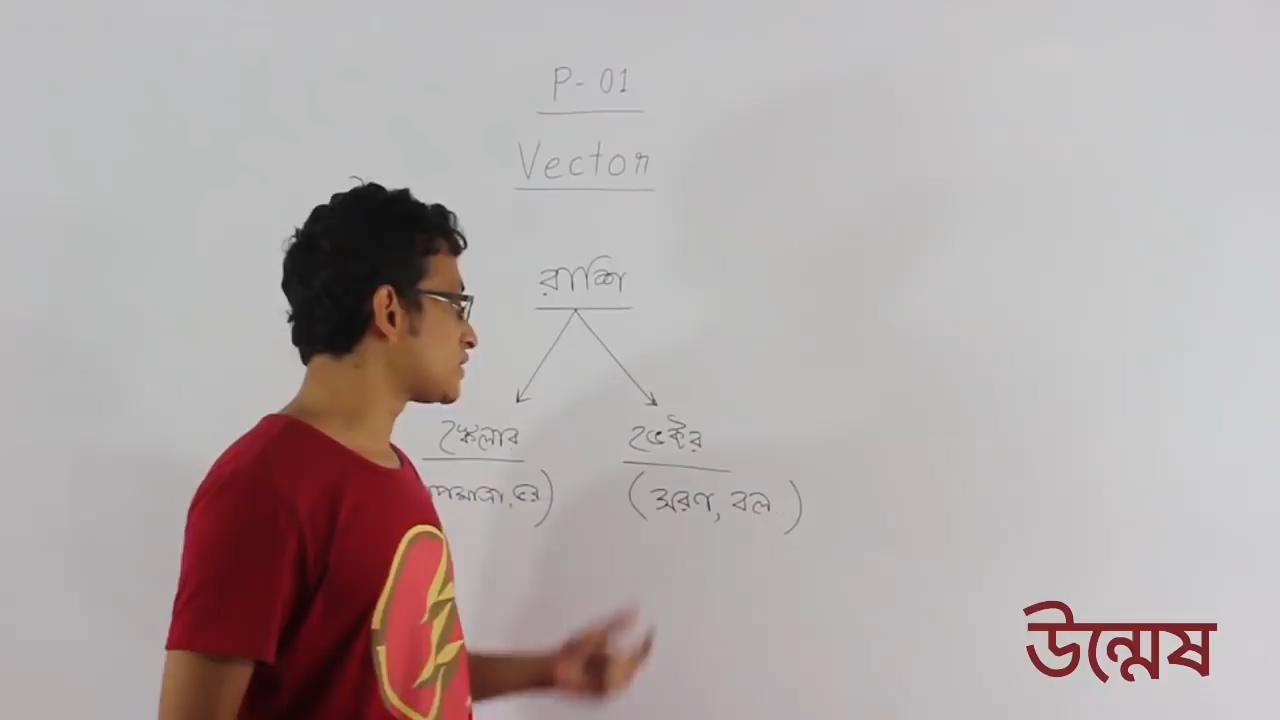 P-01
Vector
রাশি
স্কেলার ভেক্টর
(সরণ, বল)
উন্মেষ